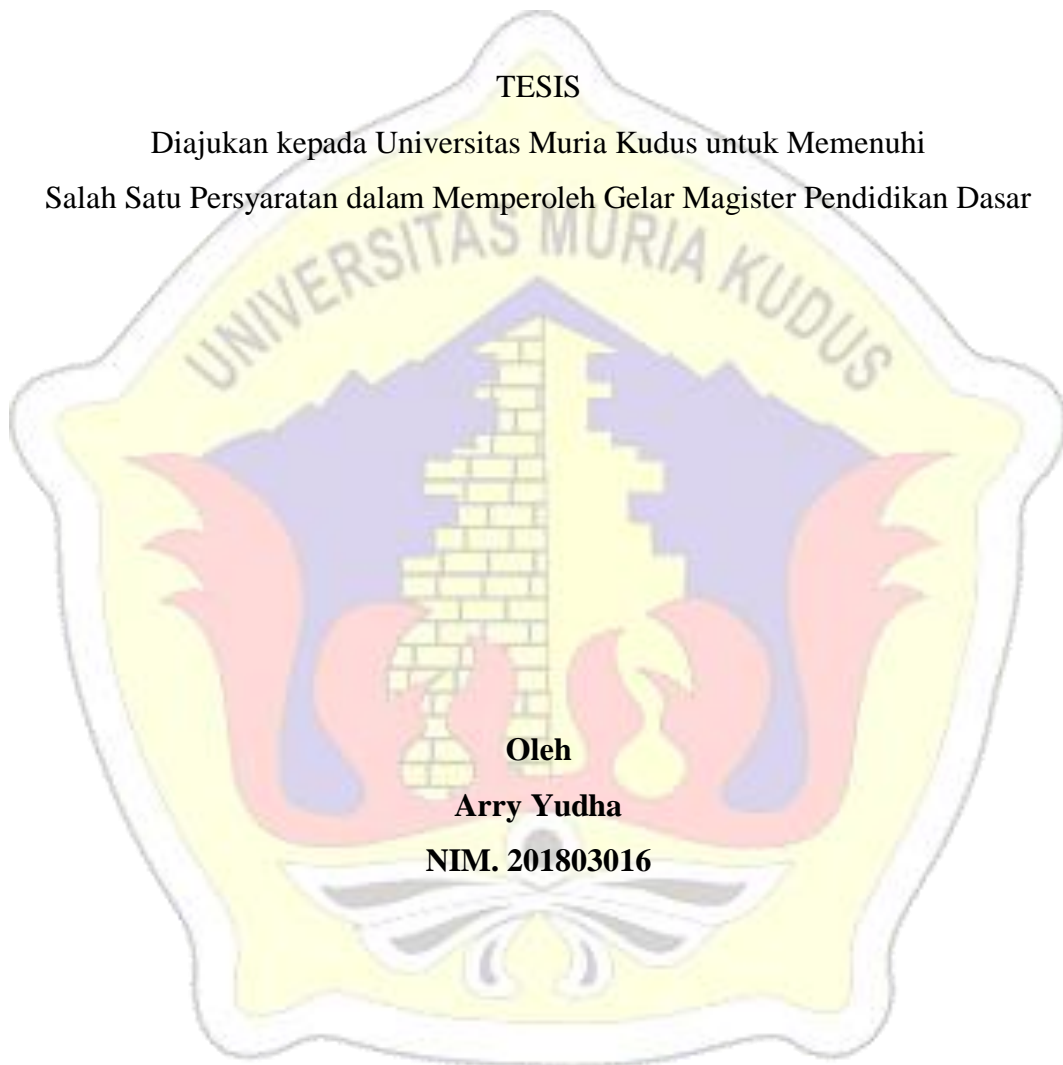 TESIS
Diajukan kepada Universitas Muria Kudus untuk Memenuhi
Salah Satu Persyaratan dalam Memperoleh Gelar Magister Pendidikan Dasar
UNIVERSITAS MURIA KUDUS
Oleh
Arry Yudha
NIM. 201803016